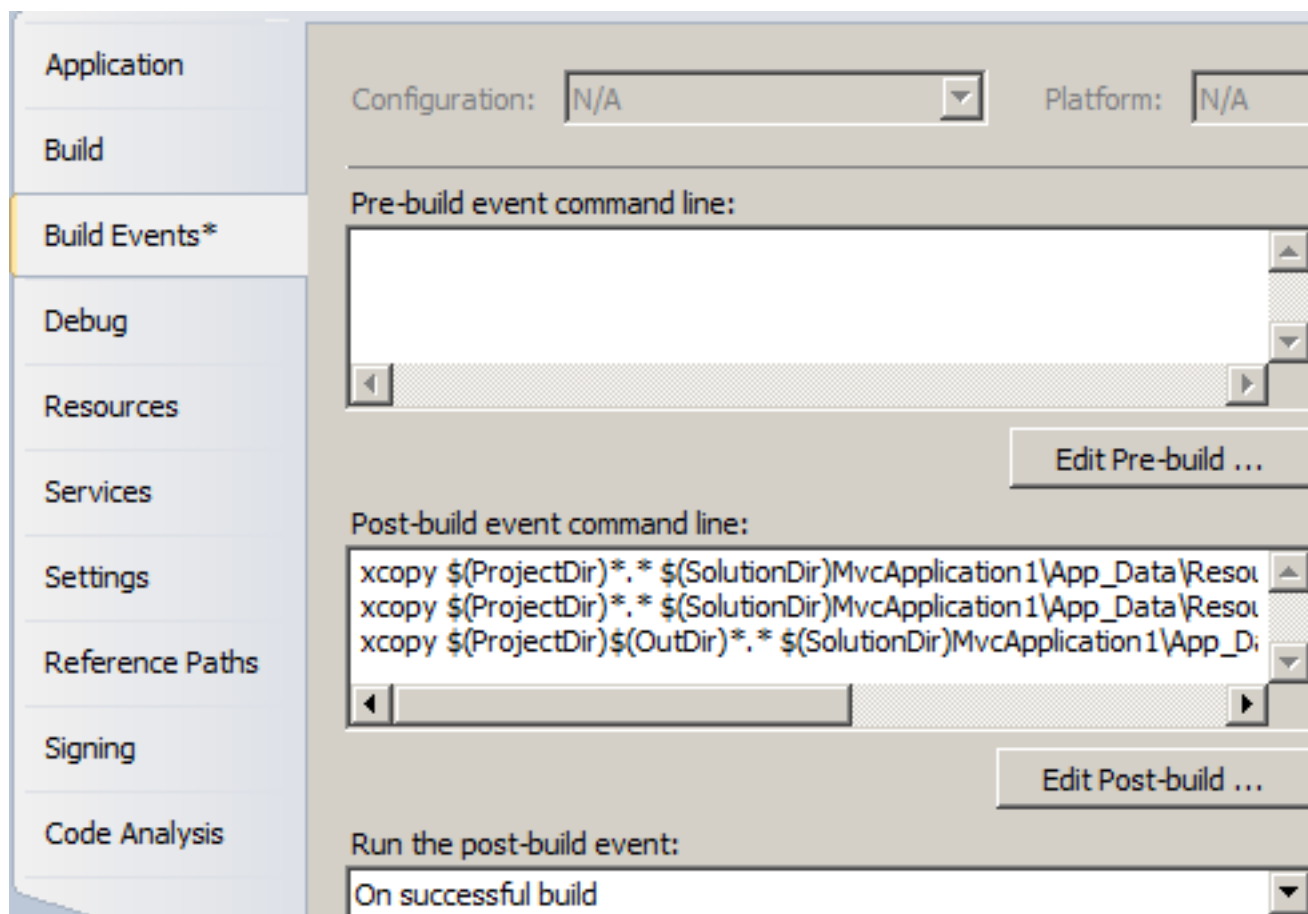 Application
Build
Build Events*
Debug
Resources
Services
Settings
Reference Paths
Signing
Code Analysis
Configuration: N/A Platform: N/A
Pre-build event command line:
Edit Pre-build ...
Post-build event command line:
xcopy $(ProjectDir)*.* $(SolutionDir)MvcApplication1\App_Data\Resou
xcopy $(ProjectDir)*.* $(SolutionDir)MvcApplication1\App_Data\Resou
xcopy $(ProjectDir)$(OutDir)*.* $(SolutionDir)MvcApplication1\App_Da
Edit Post-build ...
Run the post-build event:
On successful build